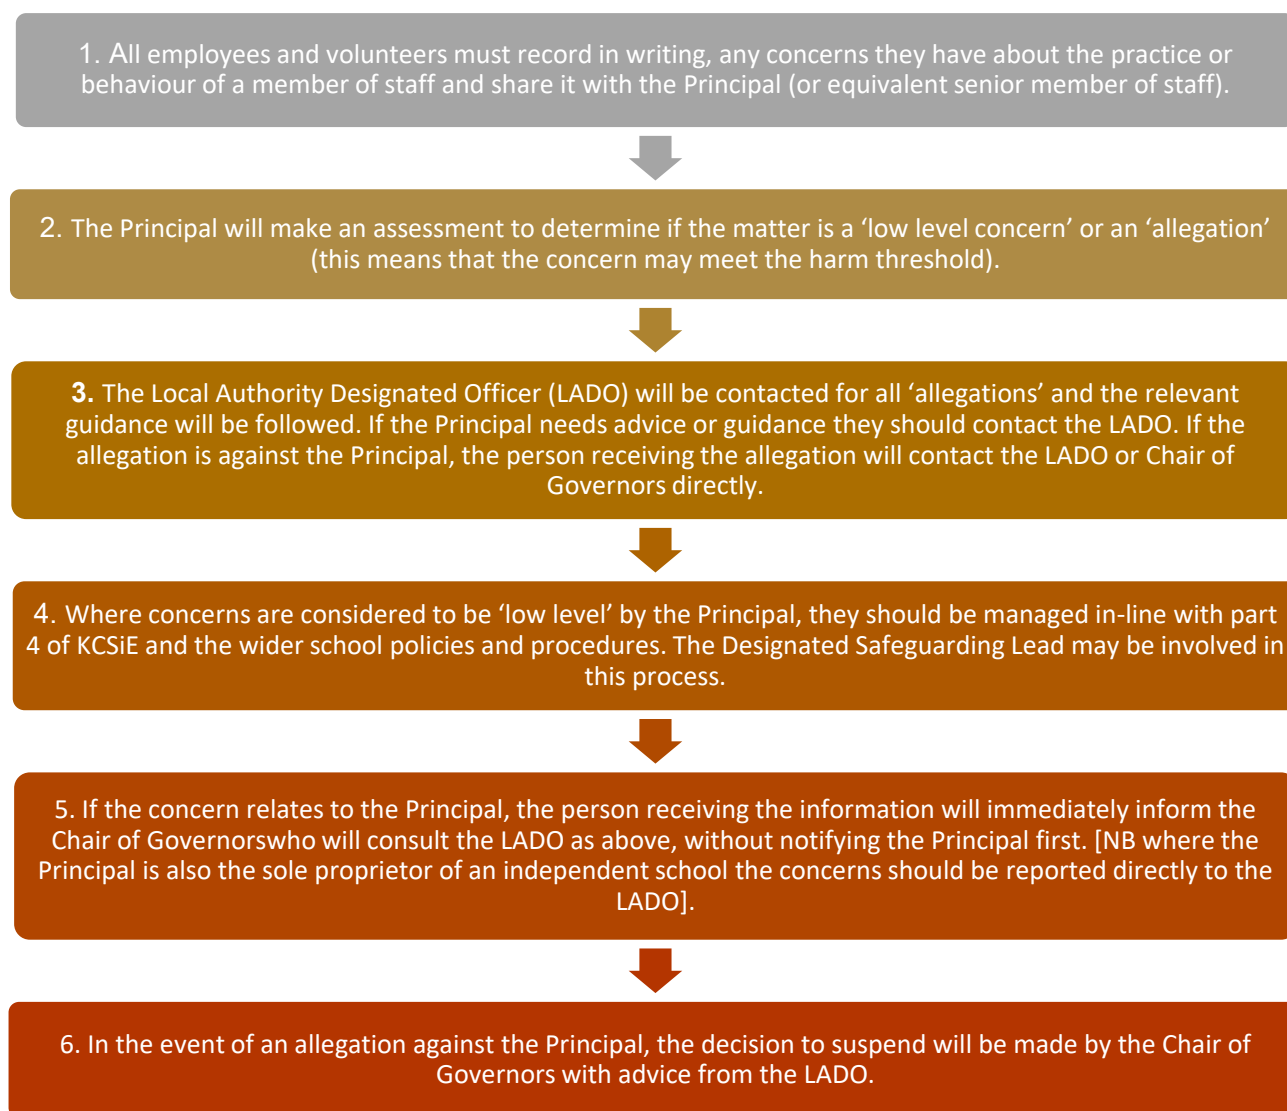 1. All employees and volunteers must record in writing, any concerns they have about the practice or
behaviour of a member of staff and share it with the Principal (or equivalent senior member of staff).
2. The Principal will make an assessment to determine if the matter is a ‘low level concern’ or an ‘allegation’
(this means that the concern may meet the harm threshold).
3. The Local Authority Designated Officer (LADO) will be contacted for all ‘allegations’ and the relevant
guidance will be followed. If the Principal needs advice or guidance they should contact the LADO. If the
allegation is against the Principal, the person receiving the allegation will contact the LADO or Chair of
Governors directly.
4. Where concerns are considered to be ‘low level’ by the Principal, they should be managed in-line with part
4 of KCSiE and the wider school policies and procedures. The Designated Safeguarding Lead may be involved in
this process.
5. If the concern relates to the Principal, the person receiving the information will immediately inform the
Chair of Governorswho will consult the LADO as above, without notifying the Principal first. [NB where the
Principal is also the sole proprietor of an independent school the concerns should be reported directly to the
LADO].
6. In the event of an allegation against the Principal, the decision to suspend will be made by the Chair of
Governors with advice from the LADO.